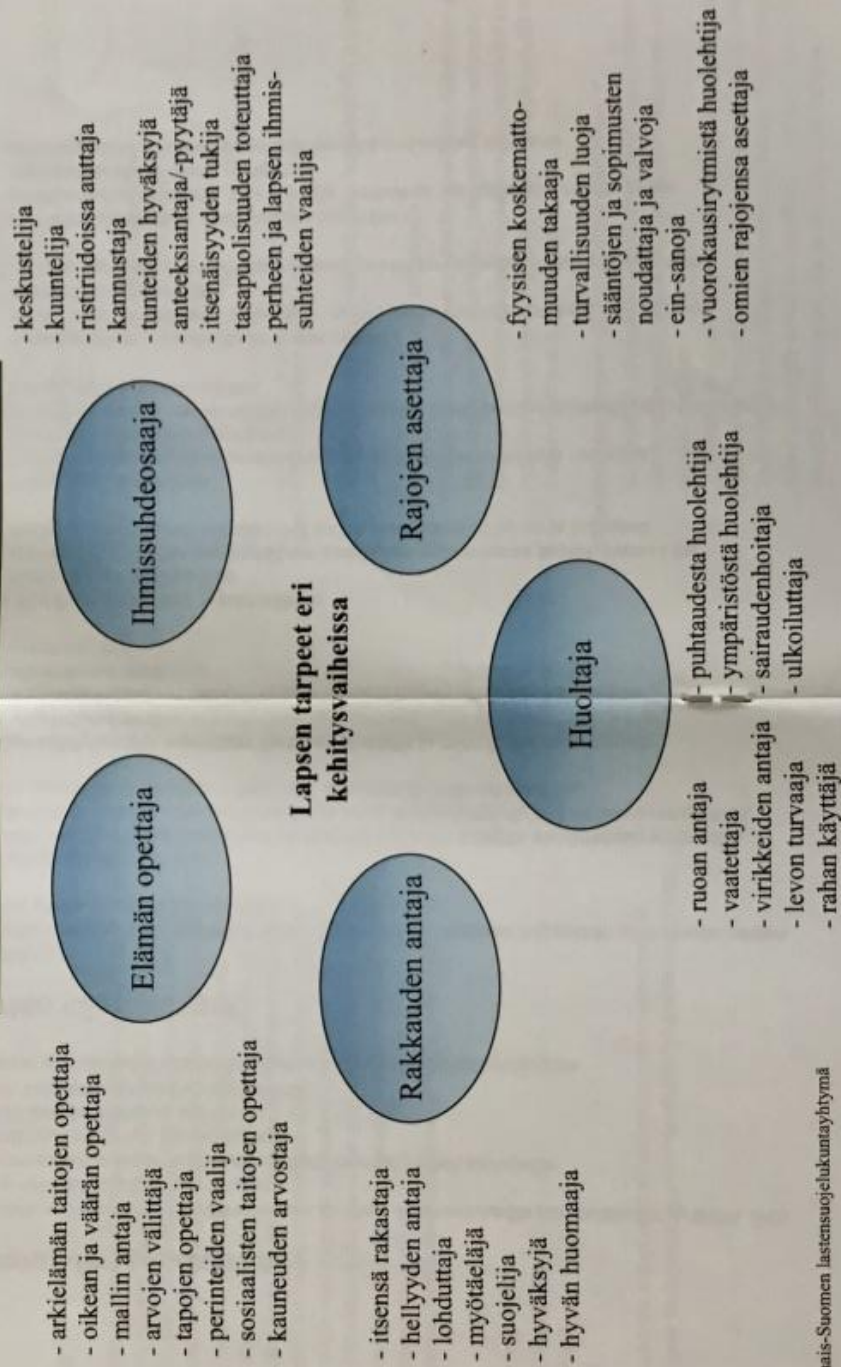 Elämän opettaja
- arkielämän taitojen opettaja
- oikean ja väärän opettaja
- mallin antaja
- arvojen välittäjä
- tapojen opettaja
- perinteiden vaalija
- sosiaalisten taitojen opettaja
- kauneuden arvostaja
Ihmissuhdeosaaja
- keskustelija
- kuuntelija
- ristiriidoissa auttaja
- kannustaja
- tunteiden hyväksyjä
- anteeksiantaja/-pyytäjä
- itsenäisyyden tukija
- tasapuolisuuden toteuttaja
- perheen ja lapsen ihmis-
suhteiden vaalija
Lapsen tarpeet eri
kehitysvaiheissa
Rakkauden antaja
- itsensä rakastaja
- hellyyden antaja
- lohduttaja
- myötäeläjä
- suojelija
- hyväksyjä
- hyvän huomaaja
Rajojen asettaja
- fyysisen koskematto-
muuden takaaja
- turvallisuuden luoja
- sääntöjen ja sopimusten
noudattaja ja valvoja
- ein-sanoja
- vuorokausirytmistä huolehtija
- omien rajojensa asettaja
Huoltaja
- ruoan antaja
- vaatettaja
- virikkeiden antaja
- levon turvaaja
- rahan käyttäjä
- puhtaudesta huolehtija
- ympäristöstä huolehtija
- sairaudenhoitaja
- ulkoiluttaja
nais-Suomen lastensuojelukuntayhtymä